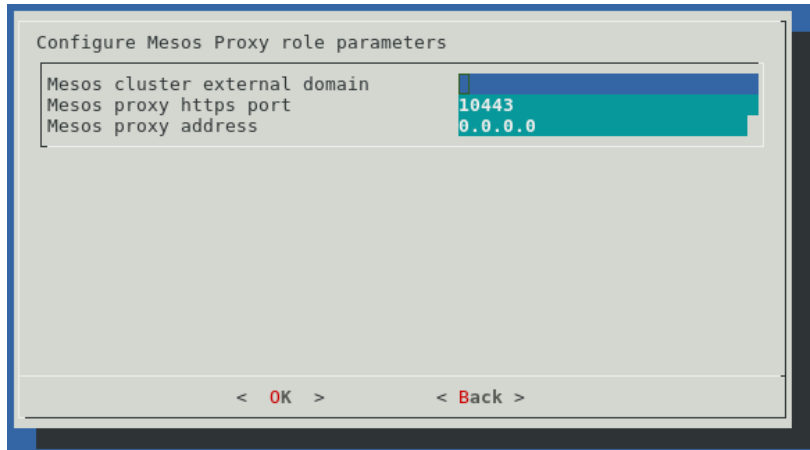 Configure Mesos Proxy role parameters
Mesos cluster external domain
Mesos proxy https port 10443
Mesos proxy address 0.0.0.0
< OK > < Back >